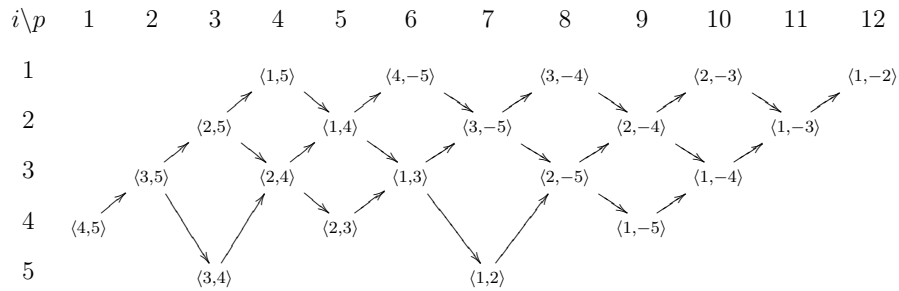 i\p 1 2 3 4 5 6 7 8 9 10 11 12
1 ⟨1,5⟩ ⟨4,−5⟩ ⟨3,−4⟩ ⟨2,−3⟩ ⟨1,−2⟩
2 ⟨2,5⟩ ⟨1,4⟩ ⟨3,−5⟩ ⟨2,−4⟩ ⟨1,−3⟩
3 ⟨3,5⟩ ⟨2,4⟩ ⟨1,3⟩ ⟨2,−5⟩ ⟨1,−4⟩
4 ⟨4,5⟩ ⟨2,3⟩ ⟨1,−5⟩
5 ⟨3,4⟩ ⟨1,2⟩